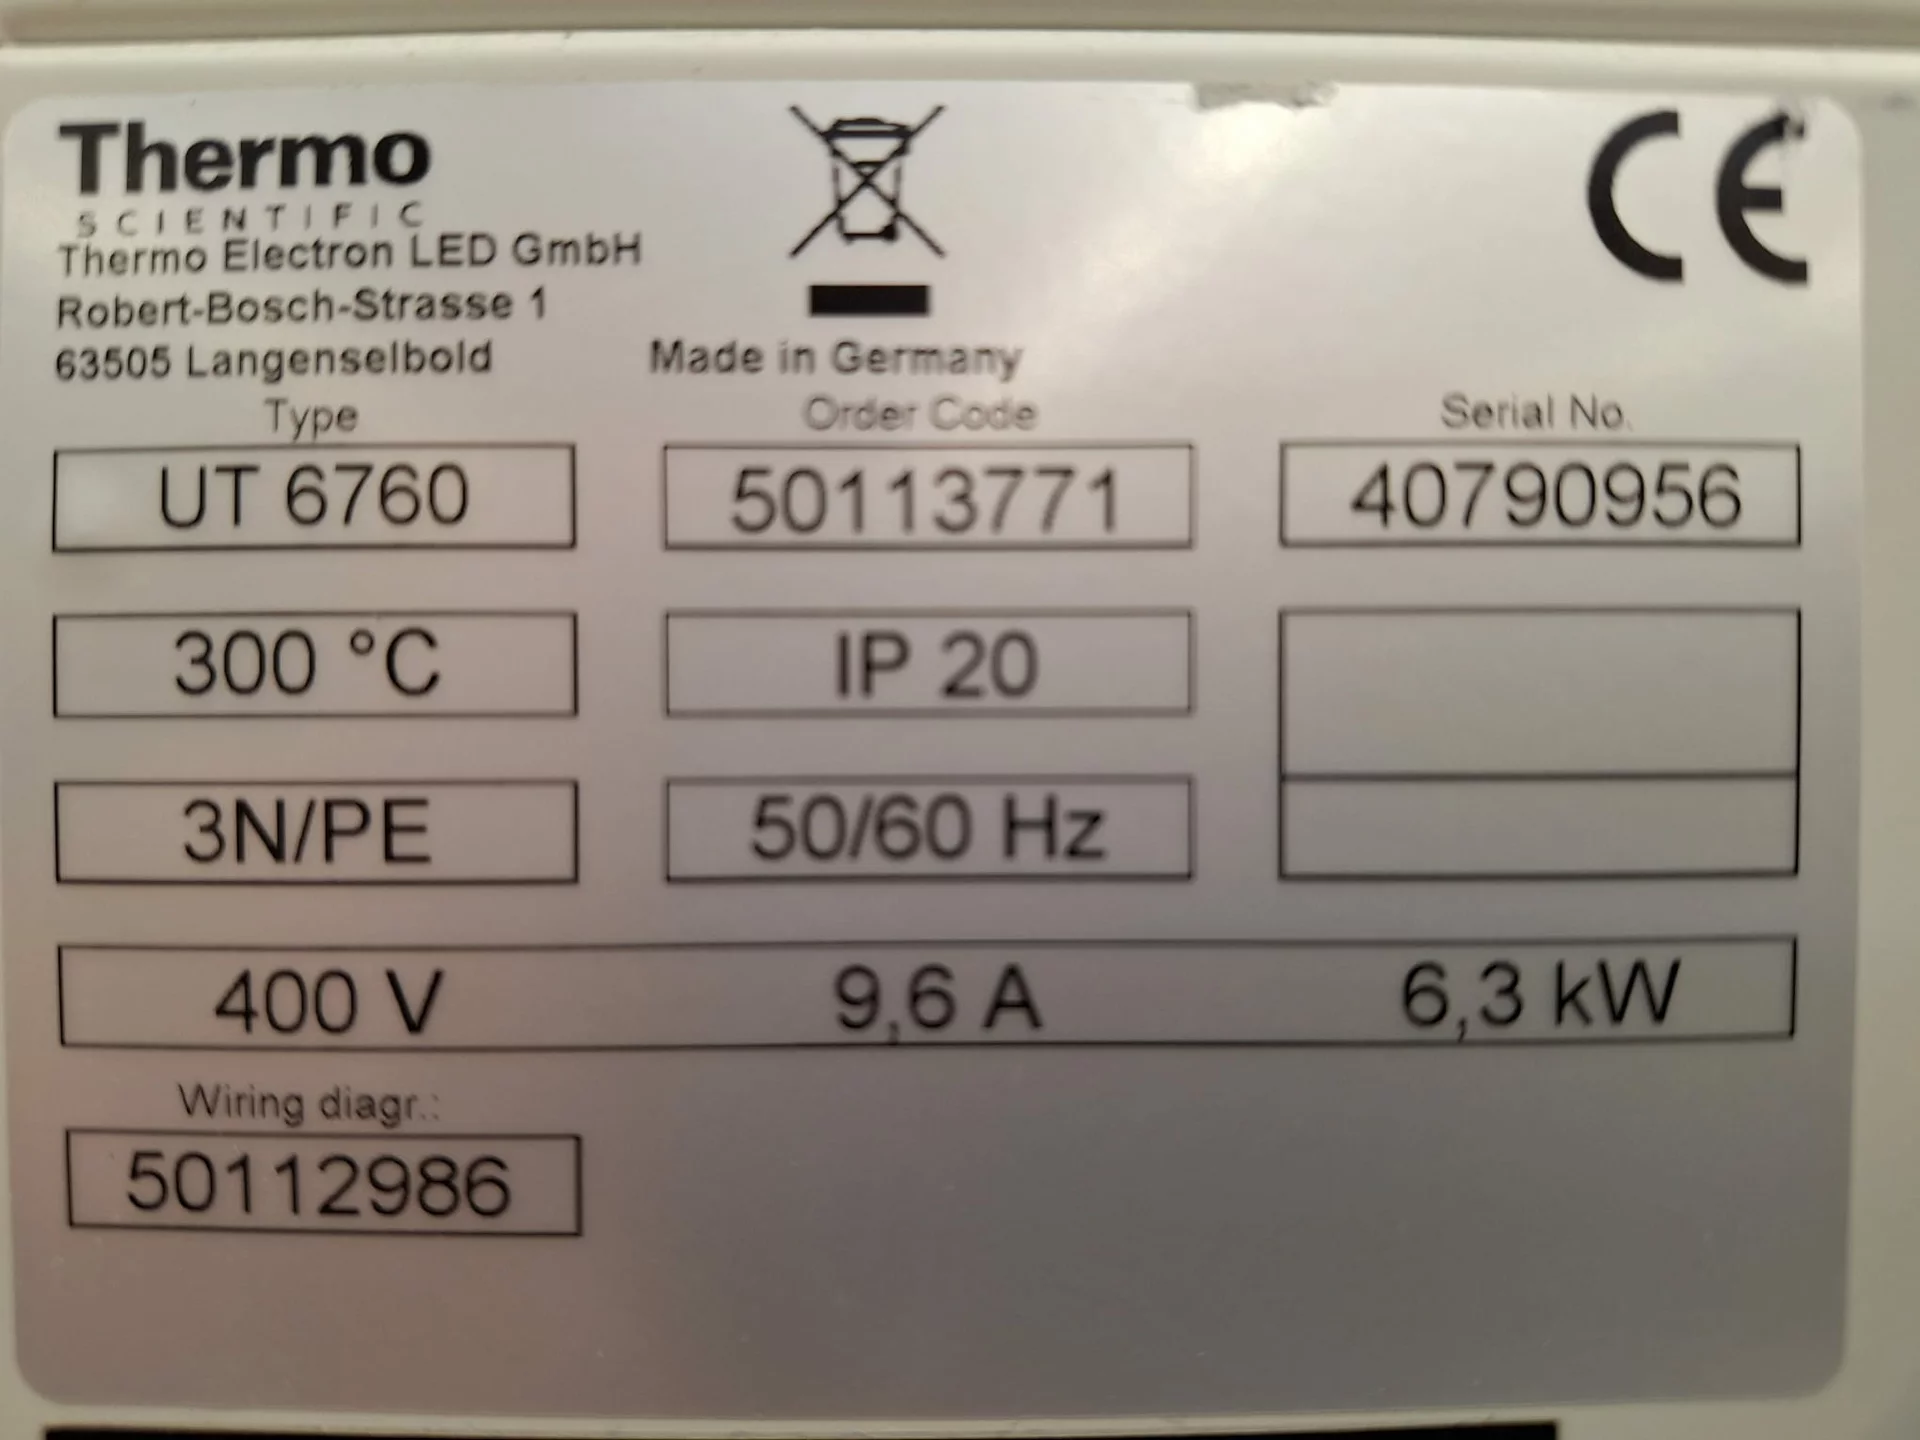 Thermo
SCIENTIFIC
Thermo Electron LED GmbH
Robert-Bosch-Strasse 1
63505 Langenselbold
Made in Germany
CE
Type
Order Code
Serial No.
UT 6760
50113771
40790956
300 °C
IP 20
3N/PE
50/60 Hz
400 V
9,6 A
6,3 kW
Wiring diagr.:
50112986